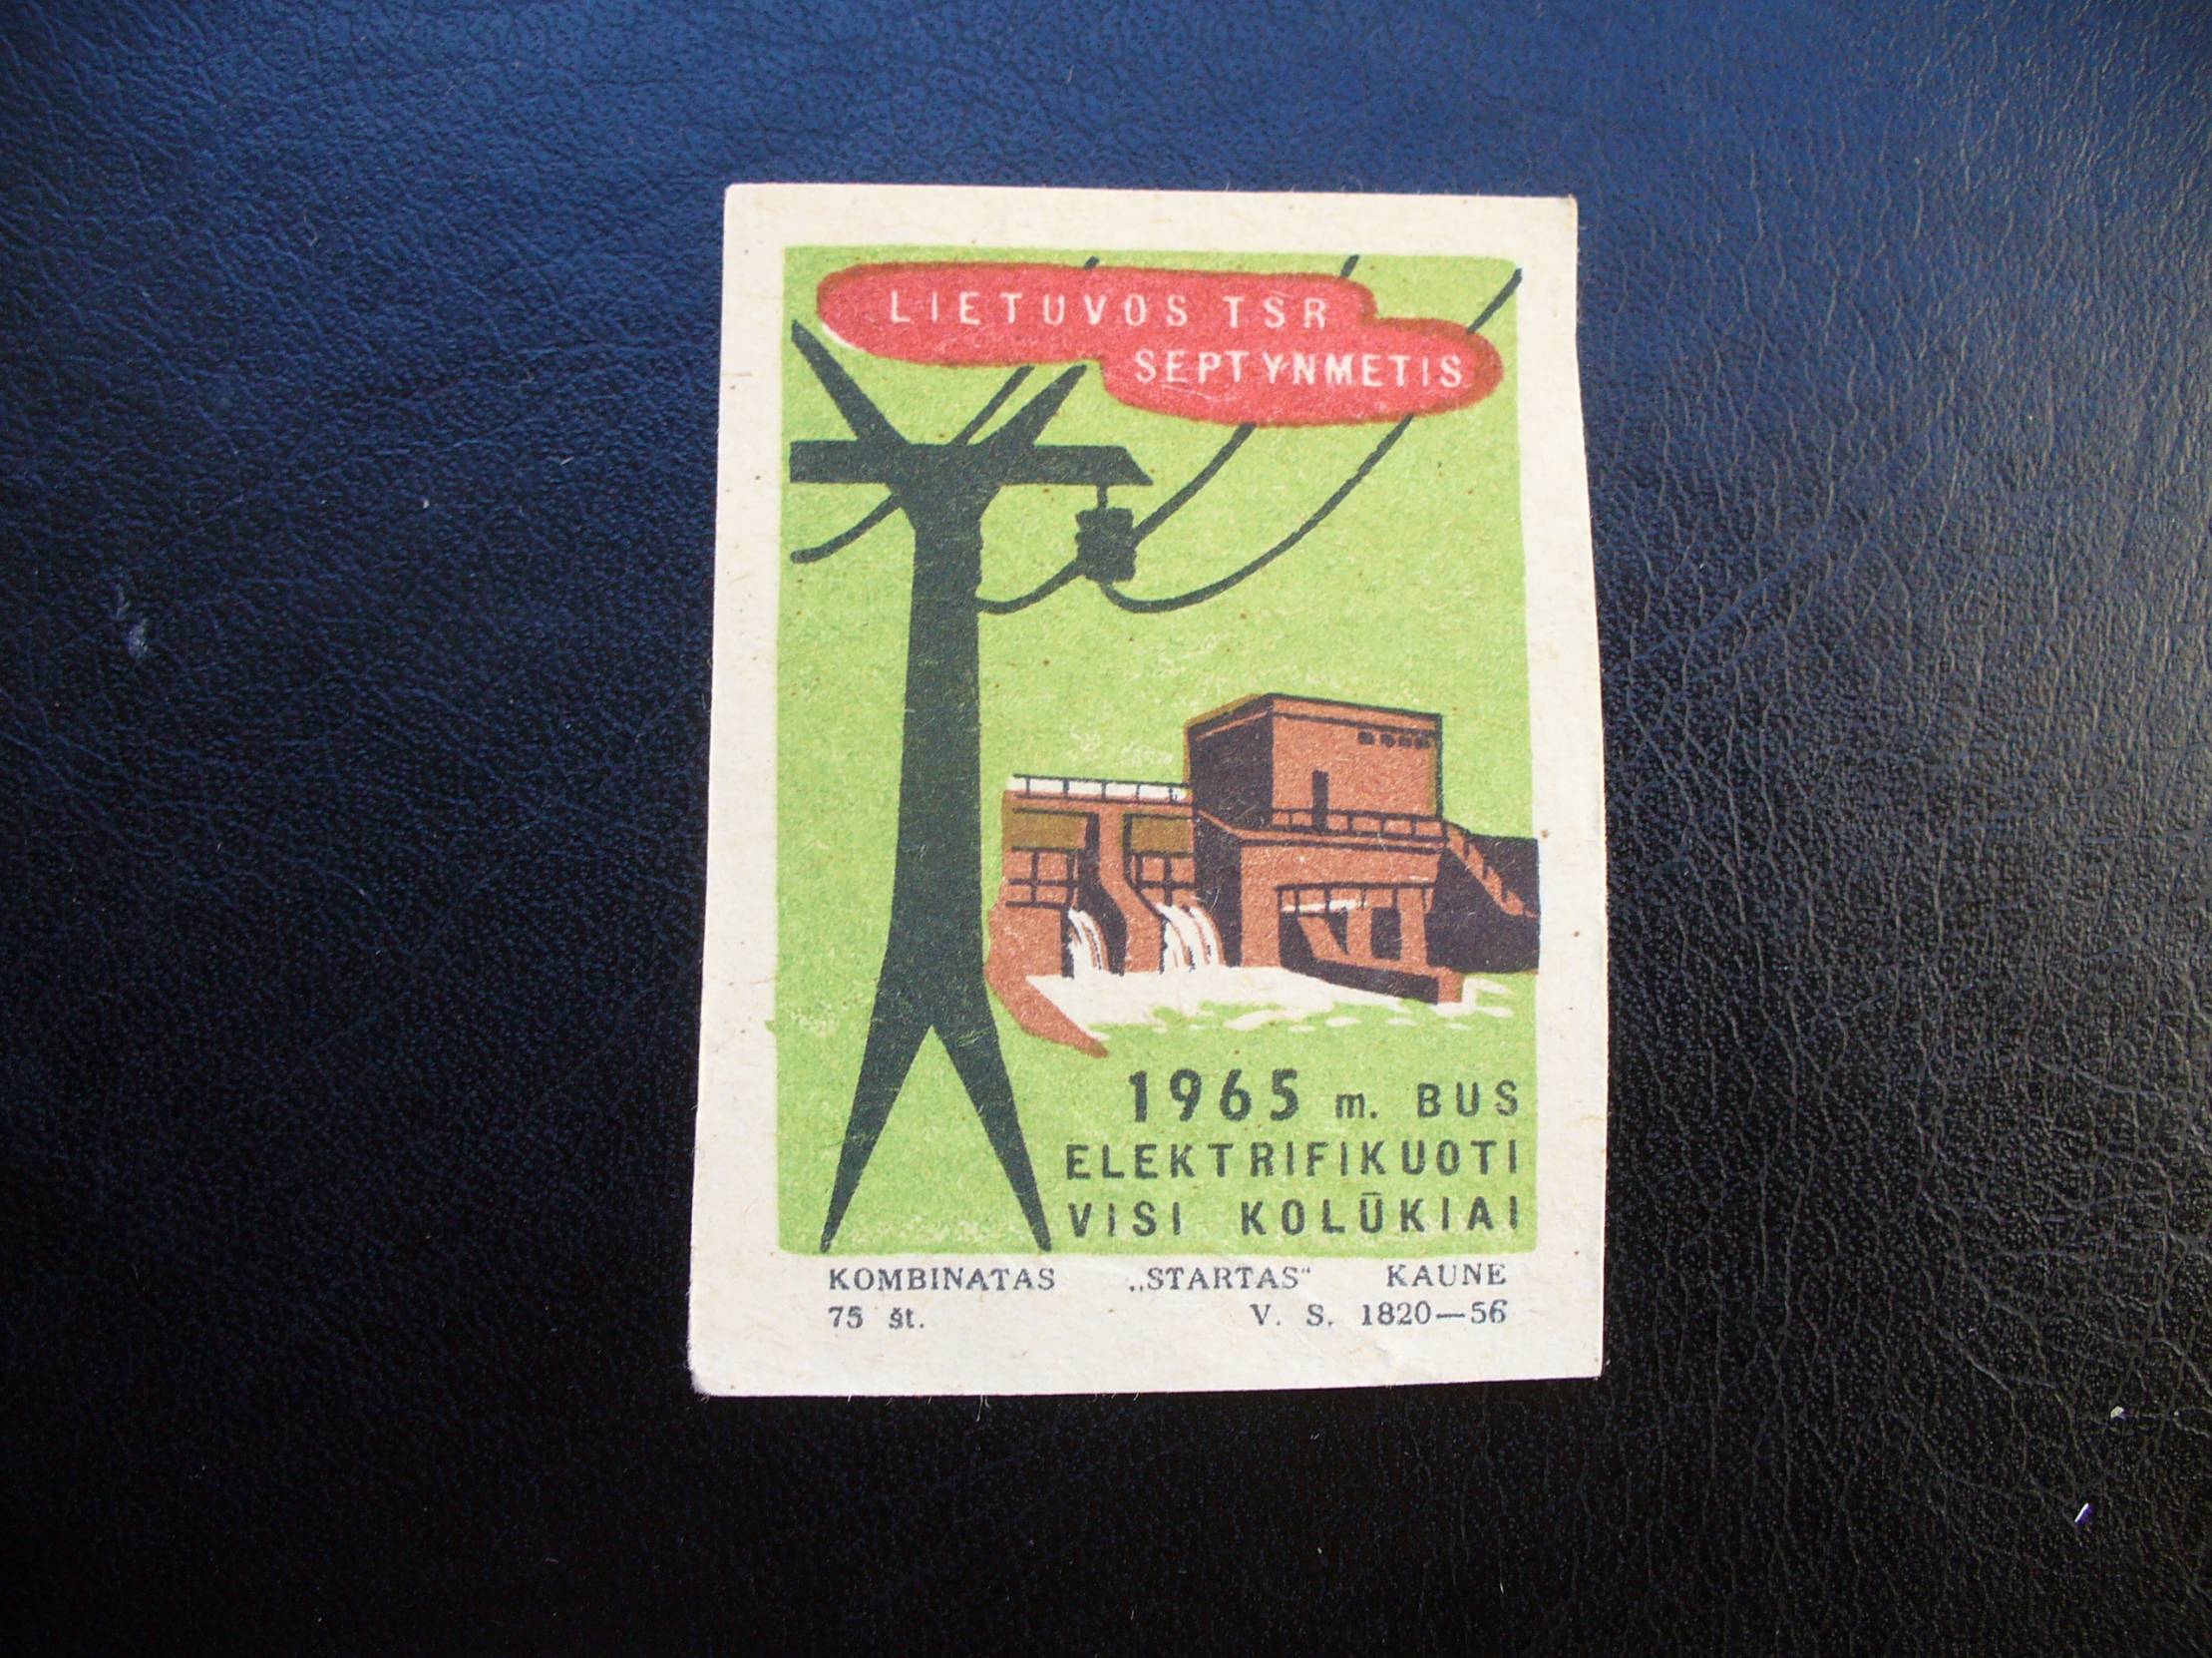 LIETUVOS TSR
SEPTYNMETIS
1965 m. BUS
ELEKTRIFIKUOTI
VISI KOLŪKIAI
KOMBINATAS „STARTAS“ KAUNE
75 št. V. S. 1820—56